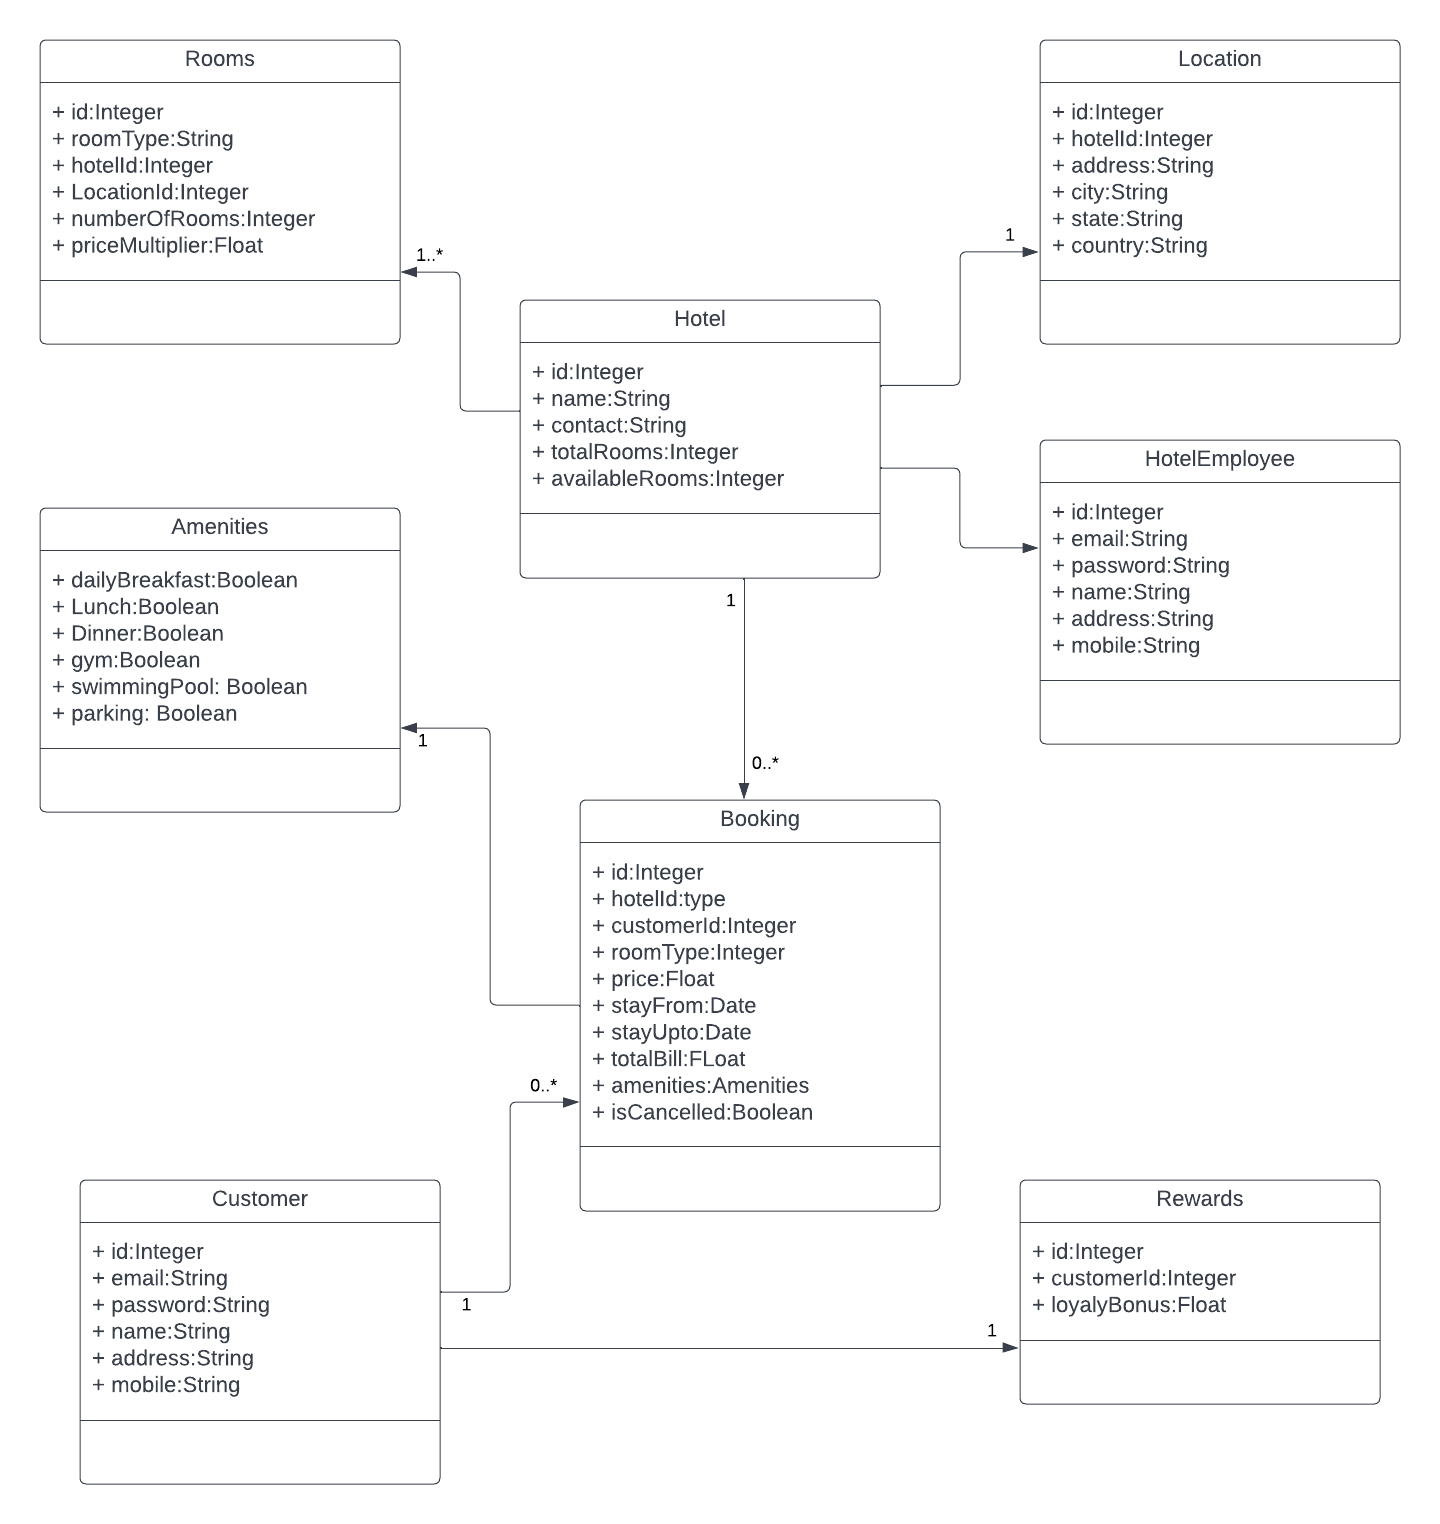 Rooms
+ id:Integer
+ roomType:String
+ hotelId:Integer
+ LocationId:Integer
+ numberOfRooms:Integer
+ priceMultiplier:Float
1..*
Location
+ id:Integer
+ hotelId:Integer
+ address:String
+ city:String
+ state:String
+ country:String
1
Hotel
+ id:Integer
+ name:String
+ contact:String
+ totalRooms:Integer
+ availableRooms:Integer
1
0..*
HotelEmployee
+ id:Integer
+ email:String
+ password:String
+ name:String
+ address:String
+ mobile:String
Amenities
+ dailyBreakfast:Boolean
+ Lunch:Boolean
+ Dinner:Boolean
+ gym:Boolean
+ swimmingPool: Boolean
+ parking: Boolean
1
Booking
+ id:Integer
+ hotelId:type
+ customerId:Integer
+ roomType:Integer
+ price:Float
+ stayFrom:Date
+ stayUpto:Date
+ totalBill:FLoat
+ amenities:Amenities
+ isCancelled:Boolean
0..*
Customer
+ id:Integer
+ email:String
+ password:String
+ name:String
+ address:String
+ mobile:String
1
1
Rewards
+ id:Integer
+ customerId:Integer
+ loyalyBonus:Float